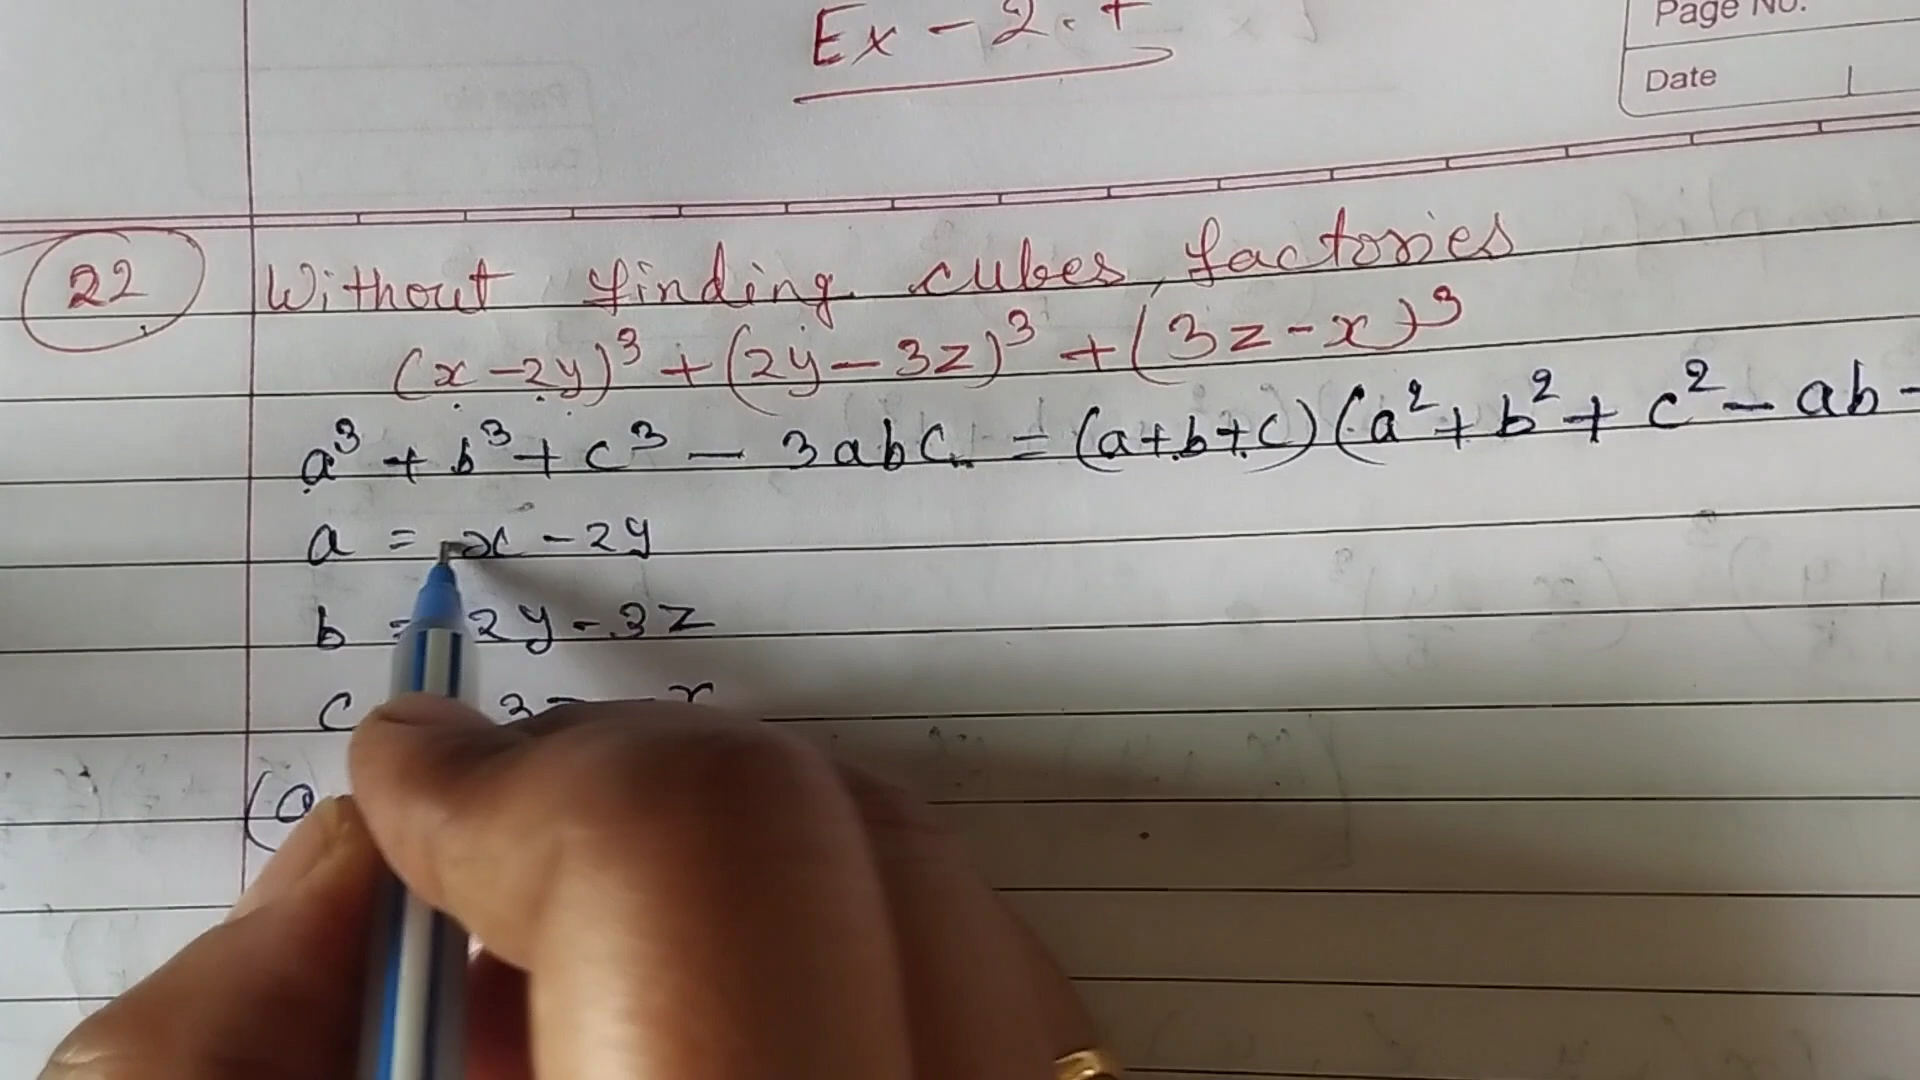 Ex - 2.
Page No.
Date
22 Without finding cubes, factories
(x - 2y)³ + (2y - 3z)³ + (3z - x)³
a³ + b³ + c³ - 3abc = (a+b+c)(a² + b² + c² - ab -
a = x - 2y
b = 2y - 3z
c 3 - x
(a